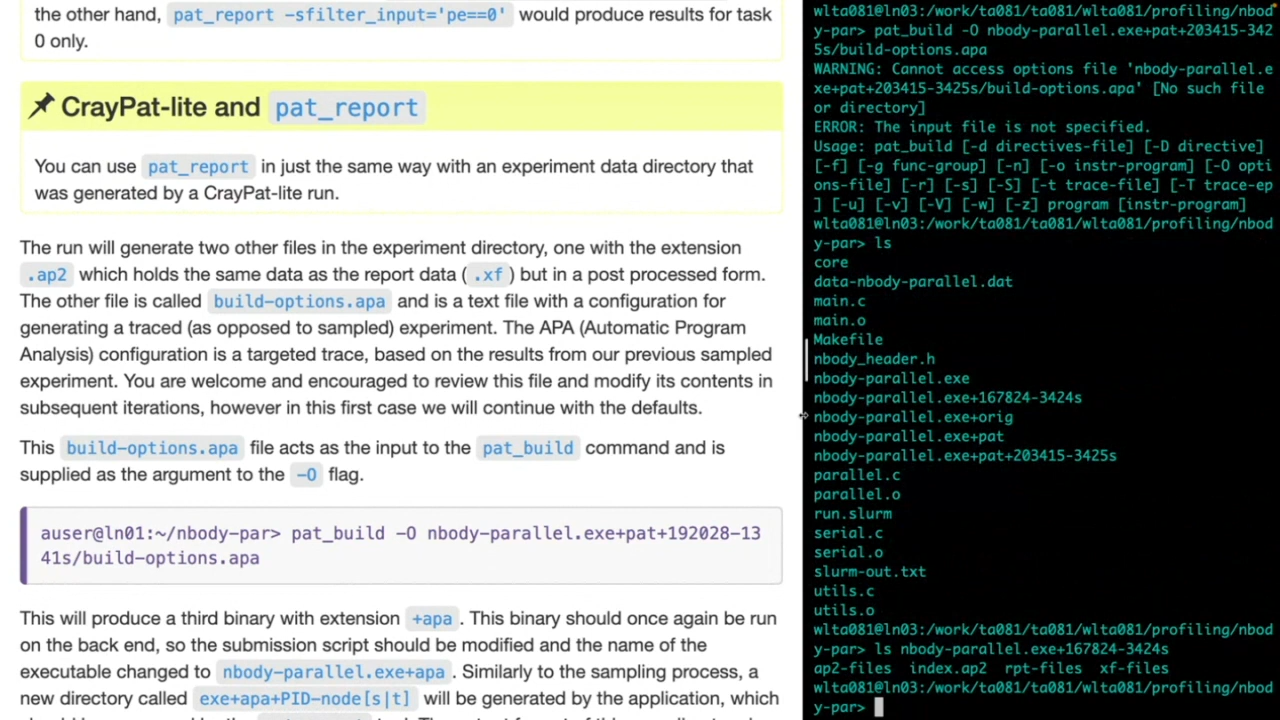 the other hand, pat_report -sfilter_input='pe==0' would produce results for task
0 only.
CrayPat-lite and pat_report
You can use pat_report in just the same way with an experiment data directory that
was generated by a CrayPat-lite run.
The run will generate two other files in the experiment directory, one with the extension
.ap2 which holds the same data as the report data (.xf) but in a post processed form.
The other file is called build-options.apa and is a text file with a configuration for
generating a traced (as opposed to sampled) experiment. The APA (Automatic Program
Analysis) configuration is a targeted trace, based on the results from our previous sampled
experiment. You are welcome and encouraged to review this file and modify its contents in
subsequent iterations, however in this first case we will continue with the defaults.
This build-options.apa file acts as the input to the pat_build command and is
supplied as the argument to the -O flag.
auser@ln01:~/nbody-par> pat_build -O nbody-parallel.exe+pat+192028-13
41s/build-options.apa
This will produce a third binary with extension +apa. This binary should once again be run
on the back end, so the submission script should be modified and the name of the
executable changed to nbody-parallel.exe+apa. Similarly to the sampling process, a
new directory called exe+apa+PID-node[s|t] will be generated by the application, which
wlta081@ln03:/work/ta081/ta081/wlta081/profiling/nbod
y-par> pat_build -O nbody-parallel.exe+pat+203415-342
5s/build-options.apa
WARNING: Cannot access options file 'nbody-parallel.e
xe+pat+203415-3425s/build-options.apa' [No such file
or directory]
ERROR: The input file is not specified.
Usage: pat_build [-d directives-file] [-D directive]
[-f] [-g func-group] [-n] [-o instr-program] [-O opti
ons-file] [-r] [-s] [-S] [-t trace-file] [-T trace-ep
] [-u] [-v] [-V] [-w] [-z] program [instr-program]
wlta081@ln03:/work/ta081/ta081/wlta081/profiling/nbod
y-par> ls
core
data-nbody-parallel.dat
main.c
main.o
Makefile
nbody_header.h
nbody-parallel.exe
nbody-parallel.exe+167824-3424s
nbody-parallel.exe+orig
nbody-parallel.exe+pat
nbody-parallel.exe+pat+203415-3425s
parallel.c
parallel.o
run.slurm
serial.c
serial.o
slurm-out.txt
utils.c
utils.o
wlta081@ln03:/work/ta081/ta081/wlta081/profiling/nbod
y-par> ls nbody-parallel.exe+167824-3424s
ap2-files index.ap2 rpt-files xf-files
wlta081@ln03:/work/ta081/ta081/wlta081/profiling/nbod
y-par>